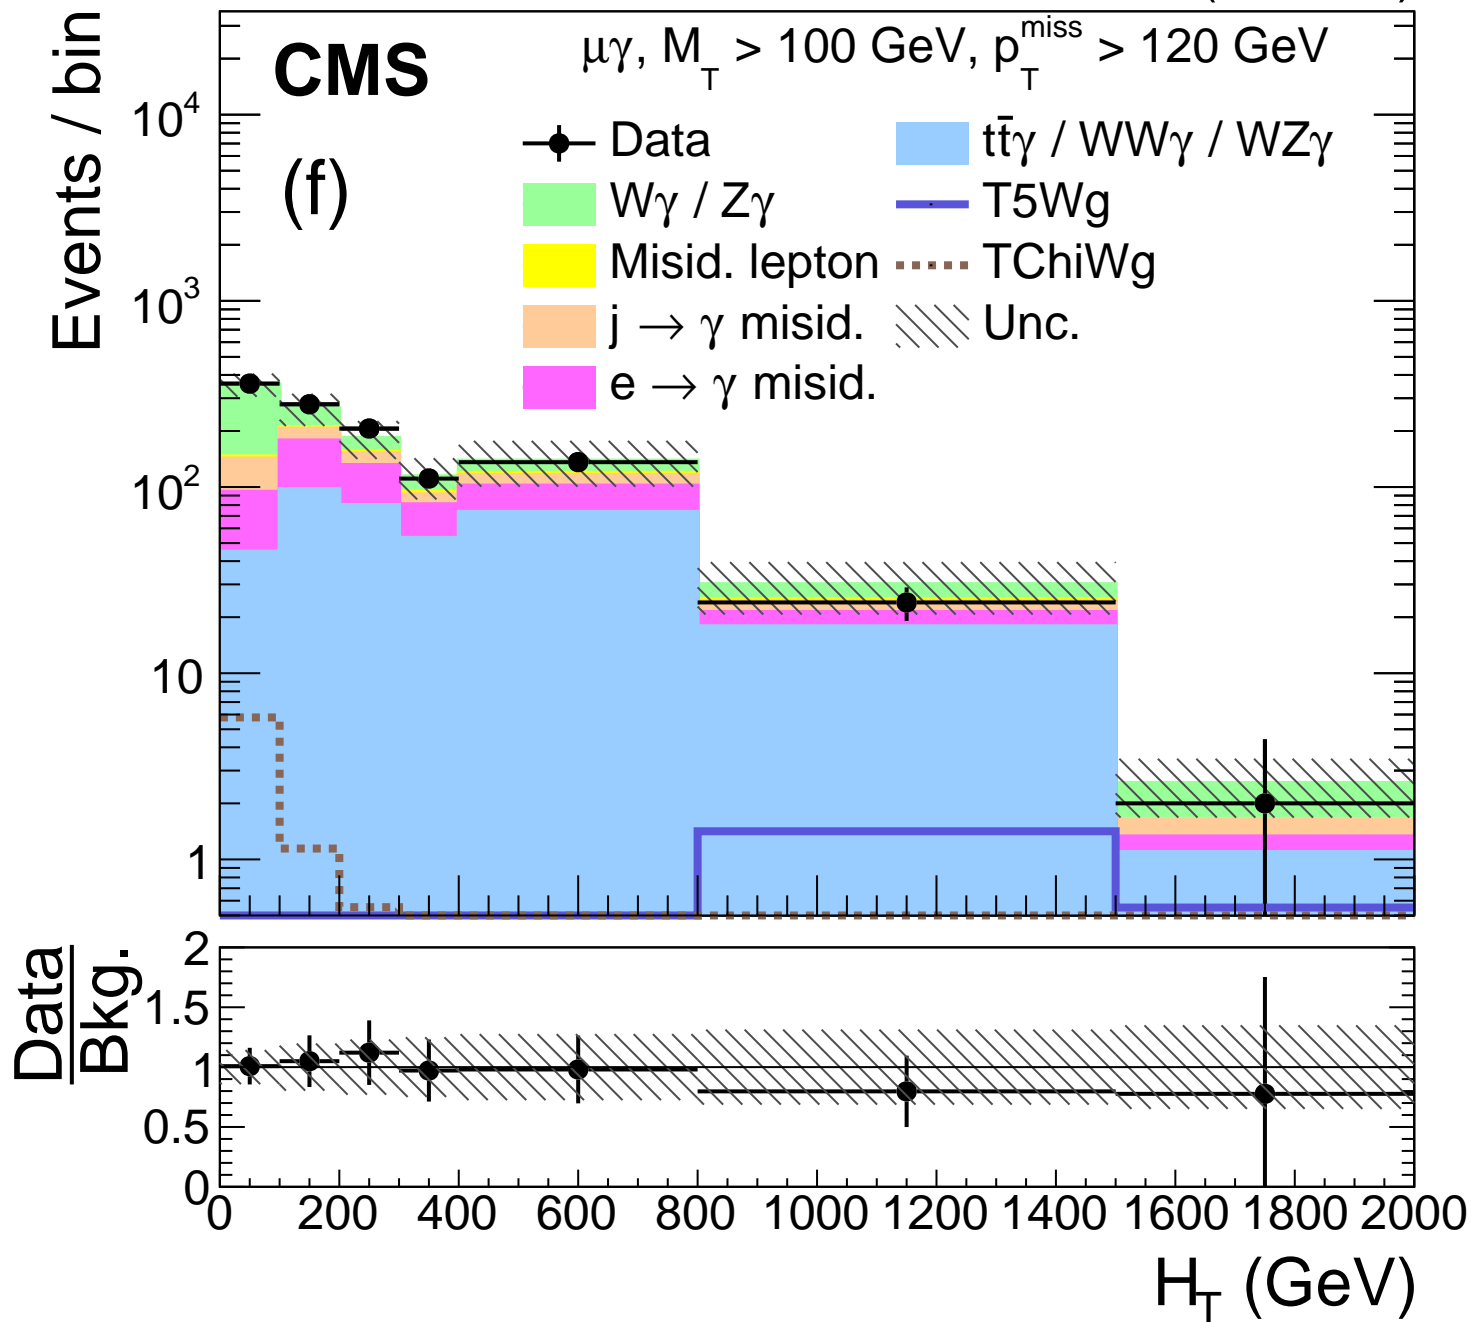 CMS
μγ, M_T > 100 GeV, p_T^miss > 120 GeV
(f)
Data
tt̄γ / WWγ / WZγ
Wγ / Zγ
T5Wg
Misid. lepton
TChiWg
j → γ misid.
Unc.
e → γ misid.
Events / bin
10^4
10^3
10^2
10
1
Data
Bkg.
2
1.5
1
0.5
0
0 200 400 600 800 1000 1200 1400 1600 1800 2000
H_T (GeV)